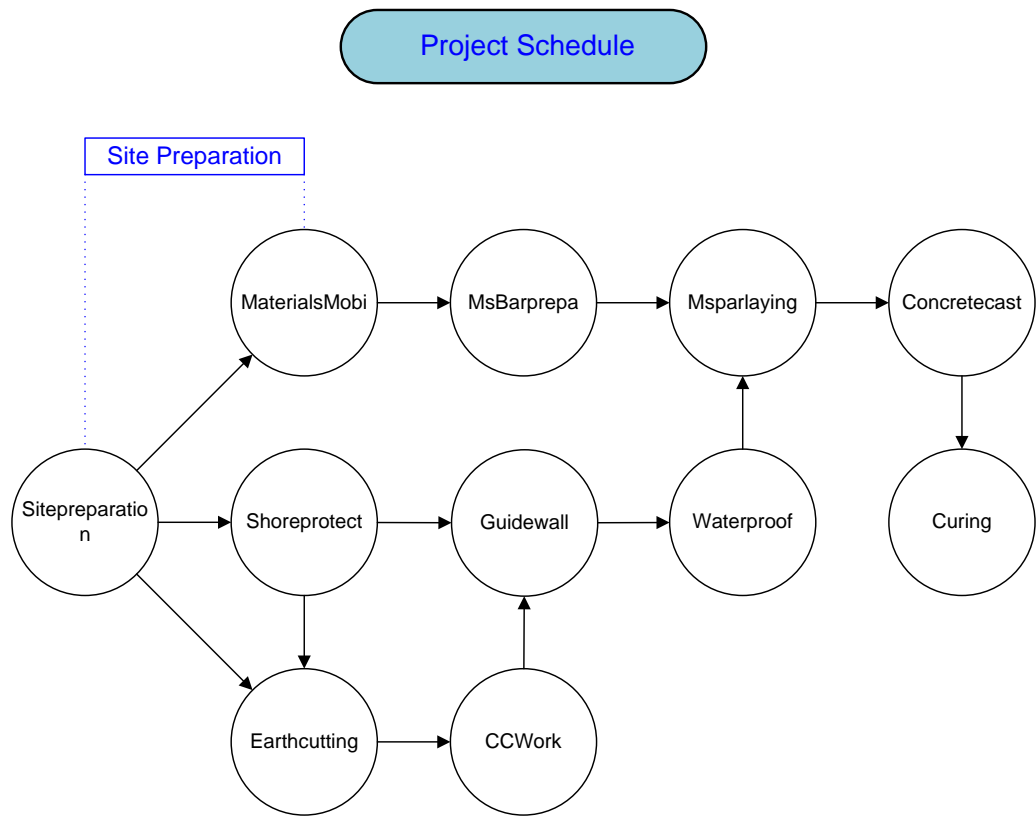 Project Schedule
Site Preparation
MaterialsMobi
MsBarprepa
Msparlaying
Concretecast
Sitepreparatio
n
Shoreprotect
Guidewall
Waterproof
Curing
Earthcutting
CCWork